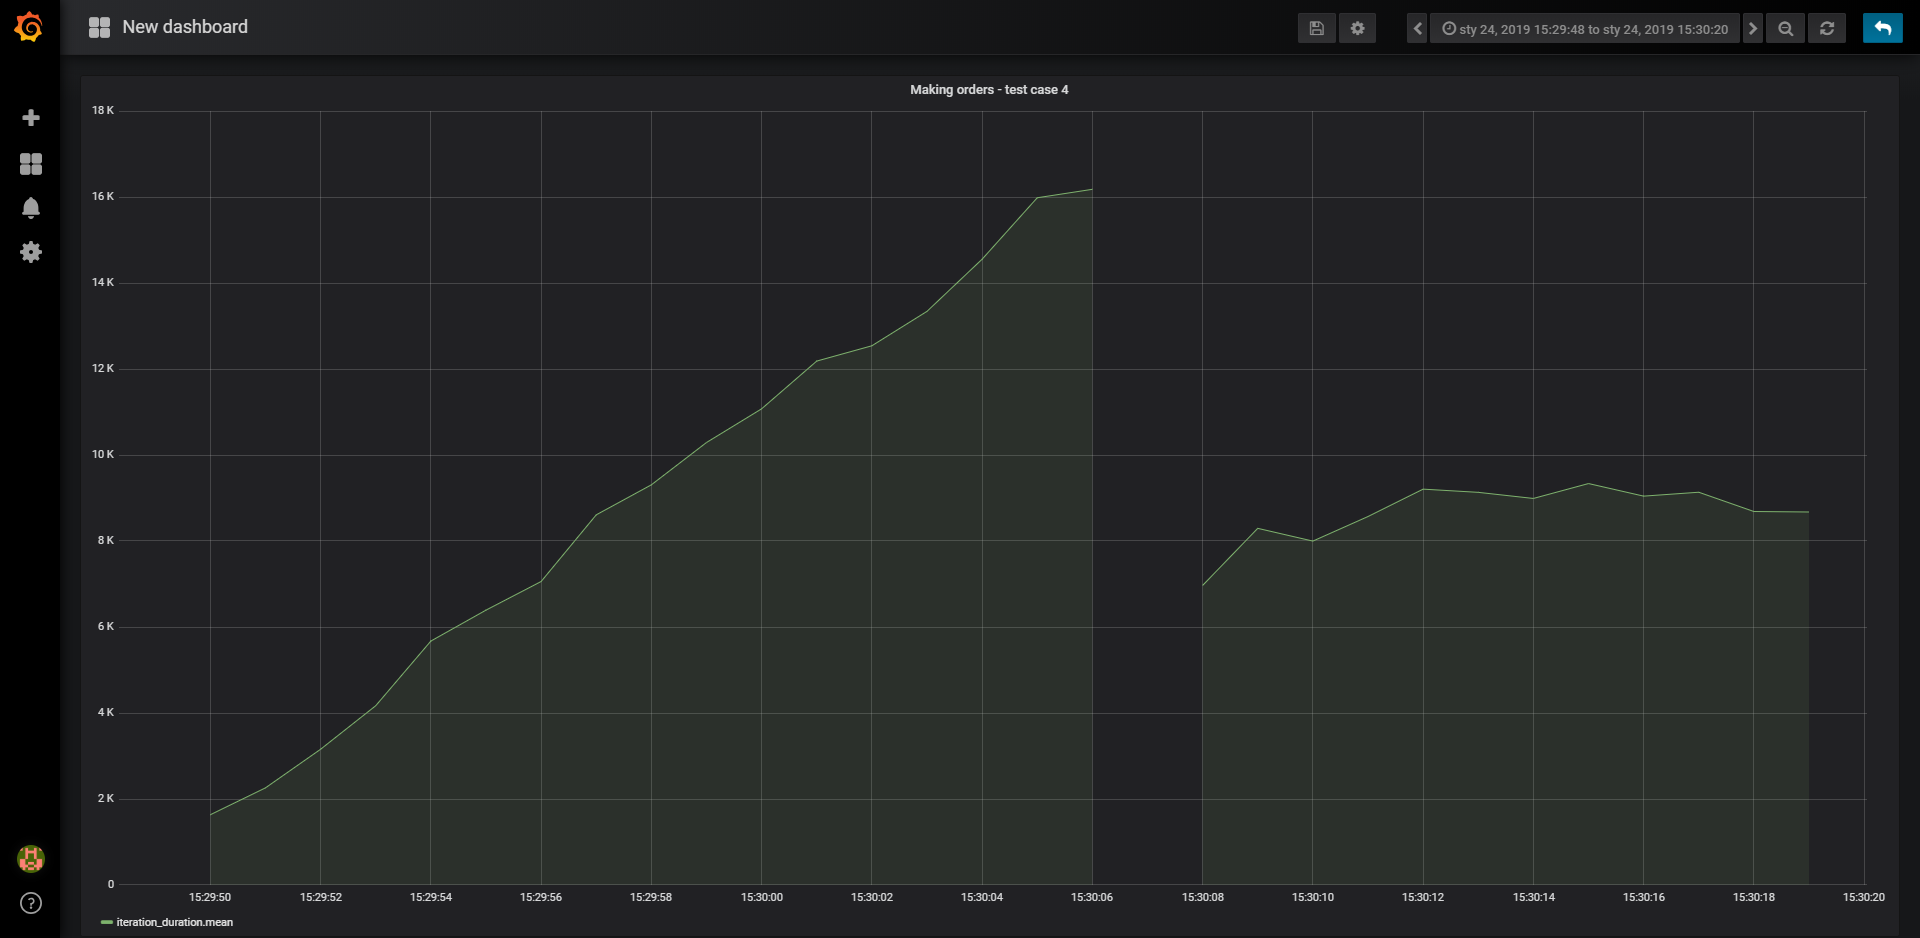 New dashboard
sty 24, 2019 15:29:48 to sty 24, 2019 15:30:20
Making orders - test case 4
18 K
16 K
14 K
12 K
10 K
8 K
6 K
4 K
2 K
0
15:29:50 15:29:52 15:29:54 15:29:56 15:29:58 15:30:00 15:30:02 15:30:04 15:30:06 15:30:08 15:30:10 15:30:12 15:30:14 15:30:16 15:30:18 15:30:20
iteration_duration.mean